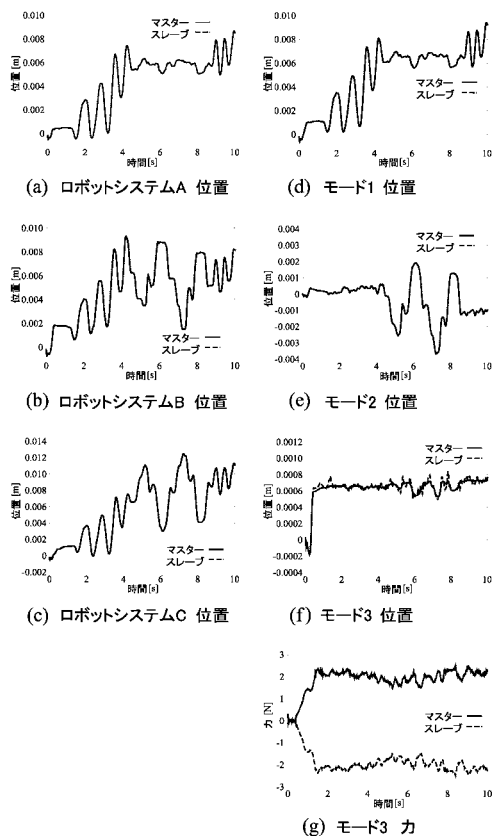 マスター
スレーブ
位置[m]
0.010
0.008
0.006
0.004
0.002
0
0 2 4 6 8 10
時間[s]
(a) ロボットシステムA 位置
マスター
スレーブ
位置[m]
0.010
0.008
0.006
0.004
0.002
0
0 2 4 6 8 10
時間[s]
(d) モード1 位置
マスター
スレーブ
位置[m]
0.010
0.008
0.006
0.004
0.002
0
0 2 4 6 8 10
時間[s]
(b) ロボットシステムB 位置
マスター
スレーブ
位置[m]
0.004
0.003
0.002
0.001
0
-0.001
-0.002
-0.003
-0.004
0 2 4 6 8 10
時間[s]
(e) モード2 位置
マスター
スレーブ
位置[m]
0.014
0.012
0.010
0.008
0.006
0.004
0.002
0
-0.002
0 2 4 6 8 10
時間[s]
(c) ロボットシステムC 位置
マスター
スレーブ
位置[m]
0.0012
0.0010
0.0008
0.0006
0.0004
0.0002
0
-0.0002
-0.0004
0 2 4 6 8 10
時間[s]
(f) モード3 位置
マスター
スレーブ
力[N]
3
2
1
0
-1
-2
-3
0 2 4 6 8 10
時間[s]
(g) モード3 力